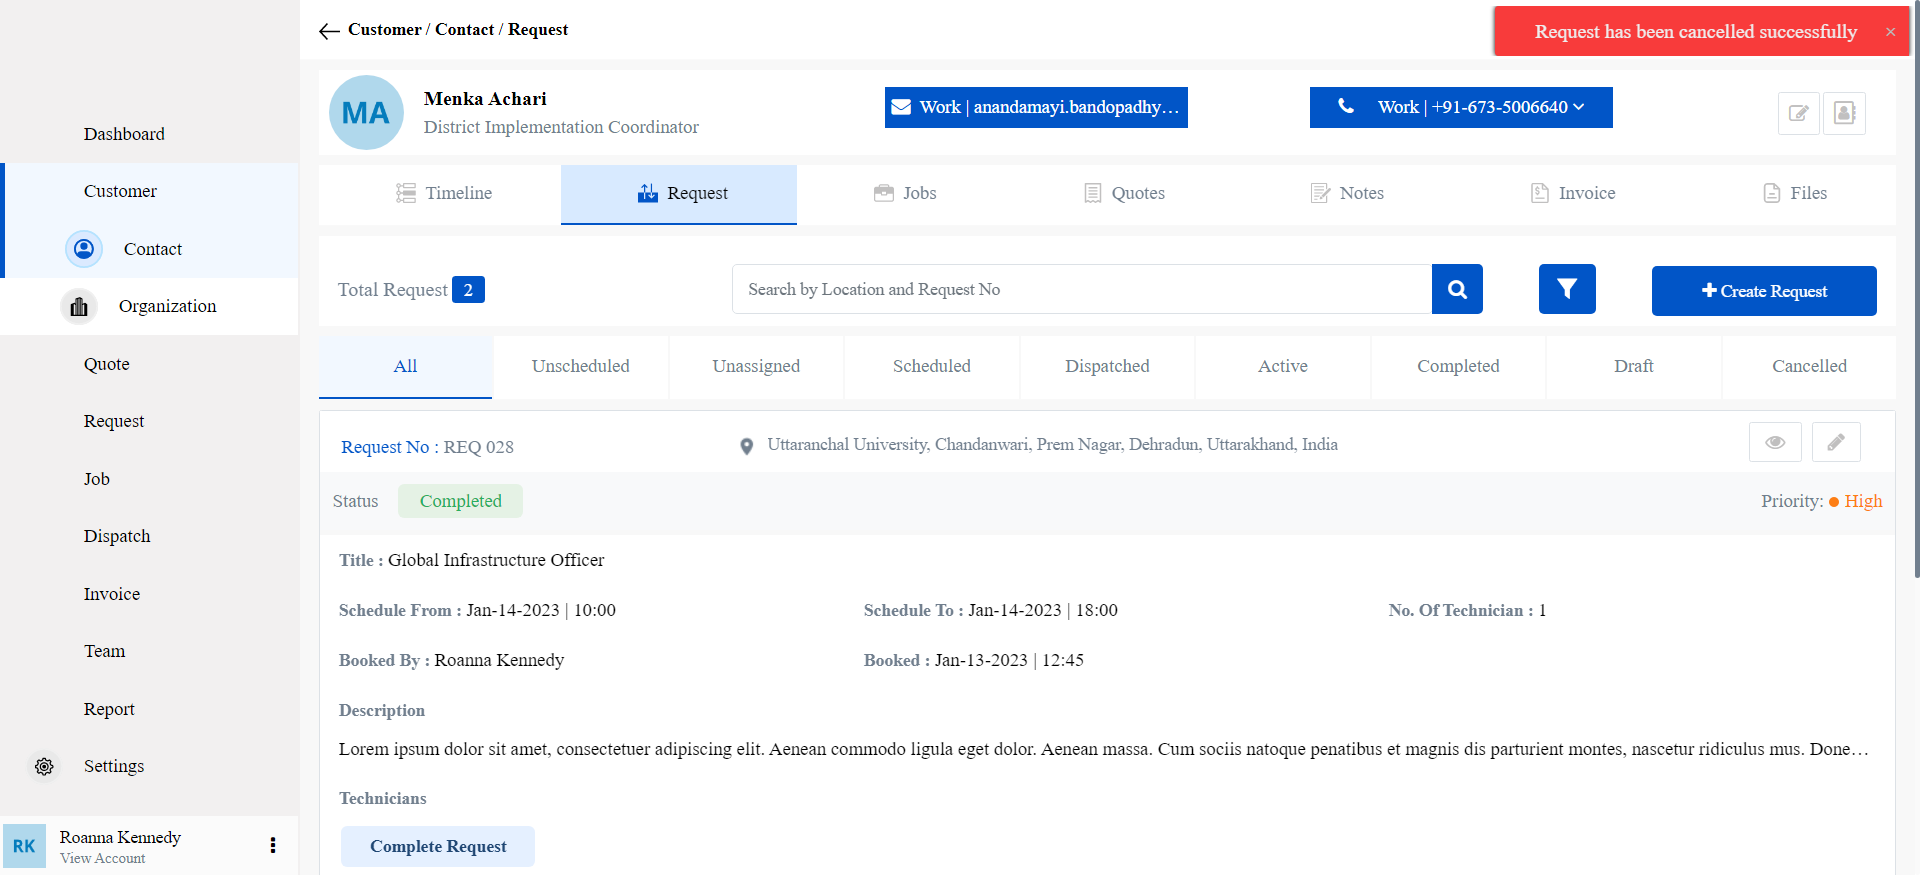 Customer / Contact / Request
Request has been cancelled successfully ×
MA
Menka Achari
District Implementation Coordinator
Work | anandamayi.bandopadhy...
Work | +91-673-5006640
Dashboard
Customer
Contact
Organization
Quote
Request
Job
Dispatch
Invoice
Team
Report
Settings
RK
Roanna Kennedy
View Account
Timeline
Request
Jobs
Quotes
Notes
Invoice
Files
Total Request 2
Search by Location and Request No
Create Request
All
Unscheduled
Unassigned
Scheduled
Dispatched
Active
Completed
Draft
Cancelled
Request No : REQ 028
Uttaranchal University, Chandanwari, Prem Nagar, Dehradun, Uttarakhand, India
Status Completed
Priority: High
Title : Global Infrastructure Officer
Schedule From : Jan-14-2023 | 10:00
Schedule To : Jan-14-2023 | 18:00
No. Of Technician : 1
Booked By : Roanna Kennedy
Booked : Jan-13-2023 | 12:45
Description
Lorem ipsum dolor sit amet, consectetuer adipiscing elit. Aenean commodo ligula eget dolor. Aenean massa. Cum sociis natoque penatibus et magnis dis parturient montes, nascetur ridiculus mus. Done...
Technicians
Complete Request